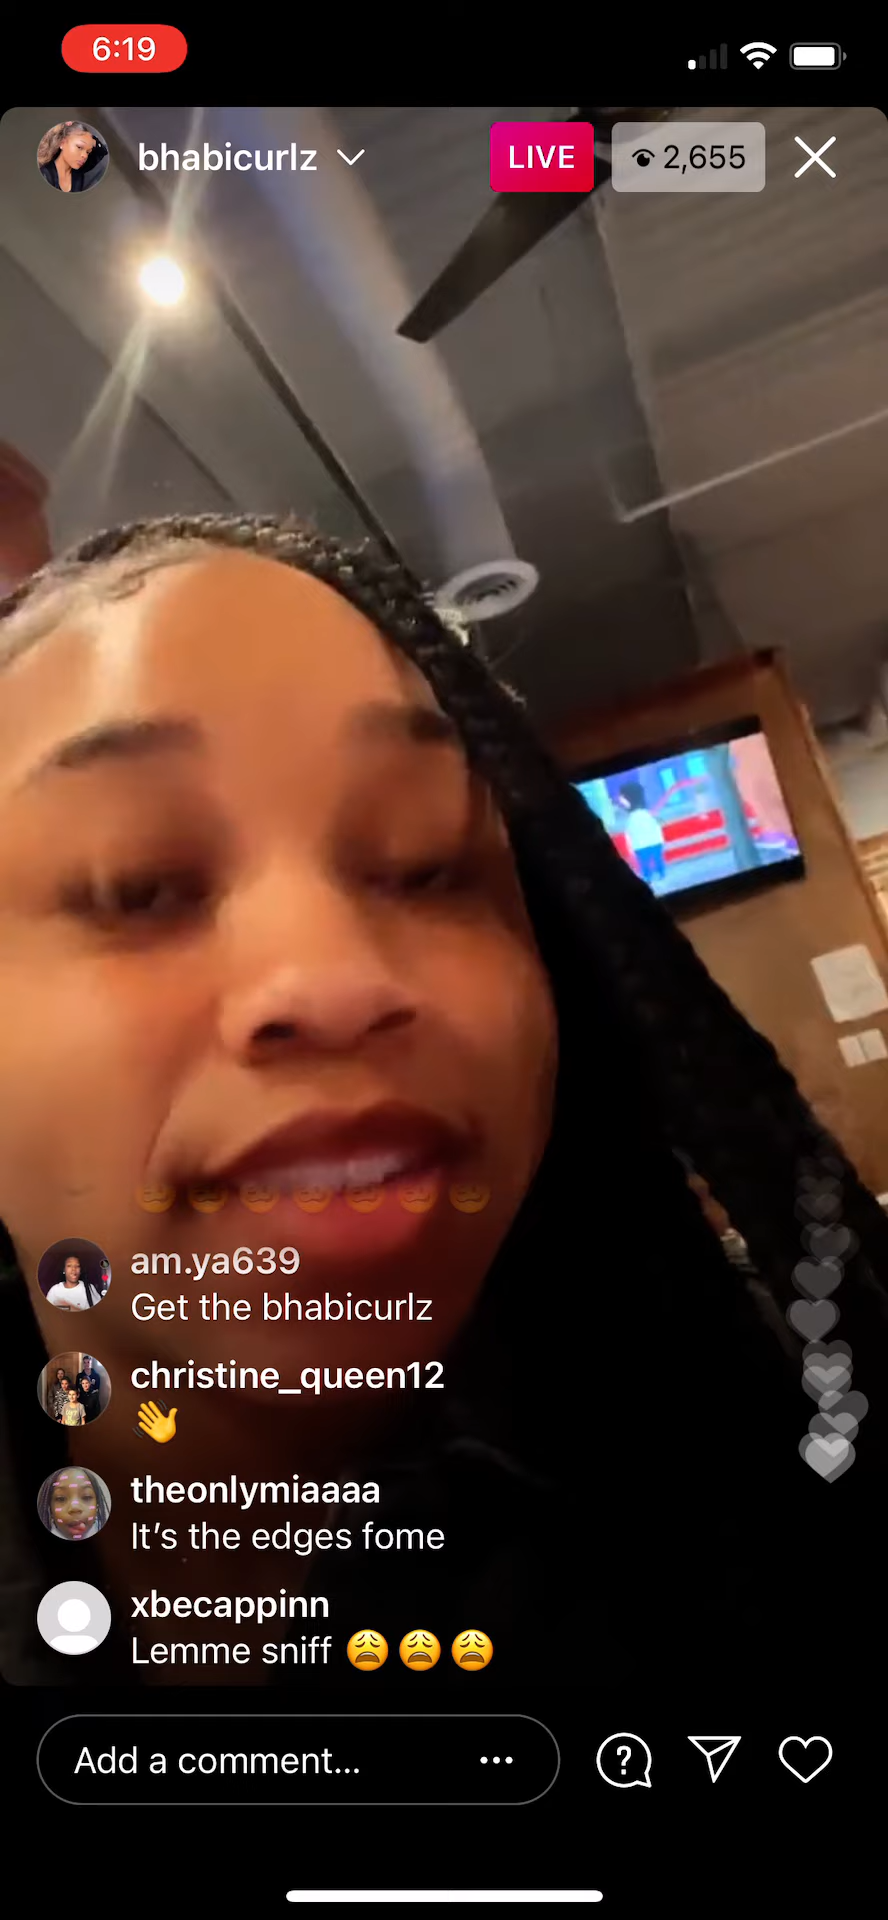 6:19
bhabicurlz
LIVE
2,655
am.ya639
Get the bhabicurlz
christine_queen12
👋
theonlymiaaaa
It’s the edges fome
xbecappinn
Lemme sniff 😩😩😩
Add a comment...